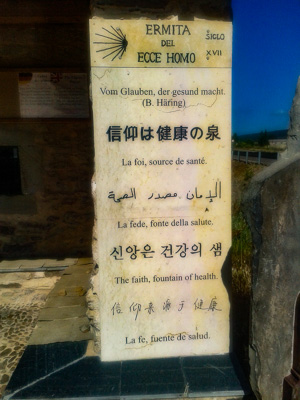 ERMITA
DEL
ECCE HOMO
SIGLO
XVII
Vom Glauben, der gesund macht.
(B. Häring)
信仰は健康の泉
La foi, source de santé.
الإيمان مصدر الصحة
La fede, fonte della salute.
신앙은 건강의 샘
The faith, fountain of health.
信仰来源于健康
La fe, fuente de salud.